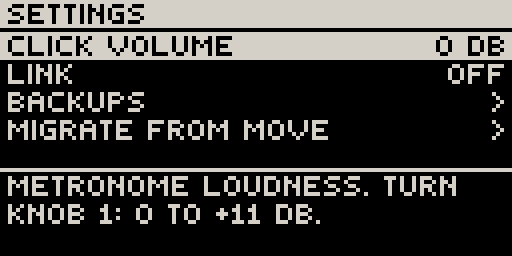 SETTINGS
CLICK VOLUME 0 DB
LINK OFF
BACKUPS >
MIGRATE FROM MOVE >
METRONOME LOUDNESS. TURN
KNOB 1: 0 TO +11 DB.